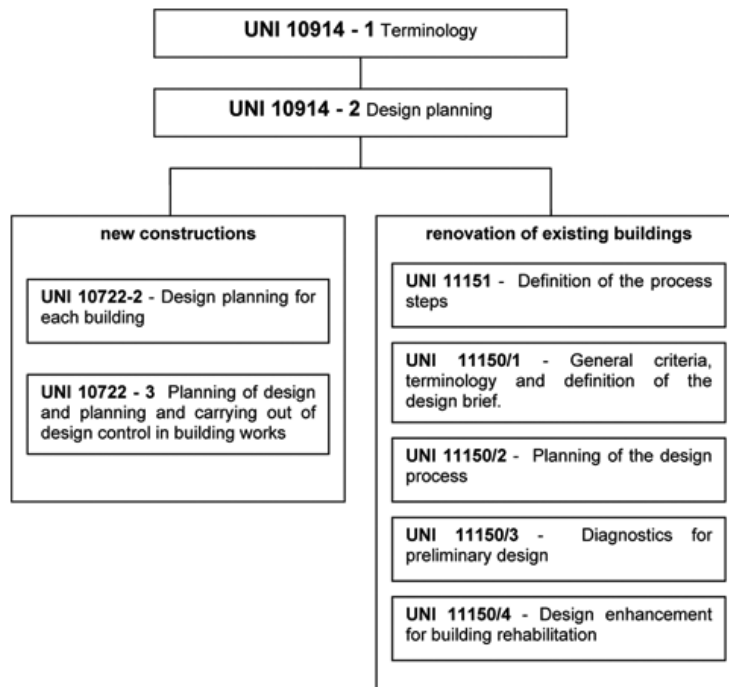 UNI 10914 - 1 Terminology
UNI 10914 - 2 Design planning
new constructions
UNI 10722-2 - Design planning for
each building
UNI 10722 - 3 Planning of design
and planning and carrying out of
design control in building works
renovation of existing buildings
UNI 11151 - Definition of the process
steps
UNI 11150/1 - General criteria,
terminology and definition of the
design brief.
UNI 11150/2 - Planning of the design
process
UNI 11150/3 - Diagnostics for
preliminary design
UNI 11150/4 - Design enhancement
for building rehabilitation